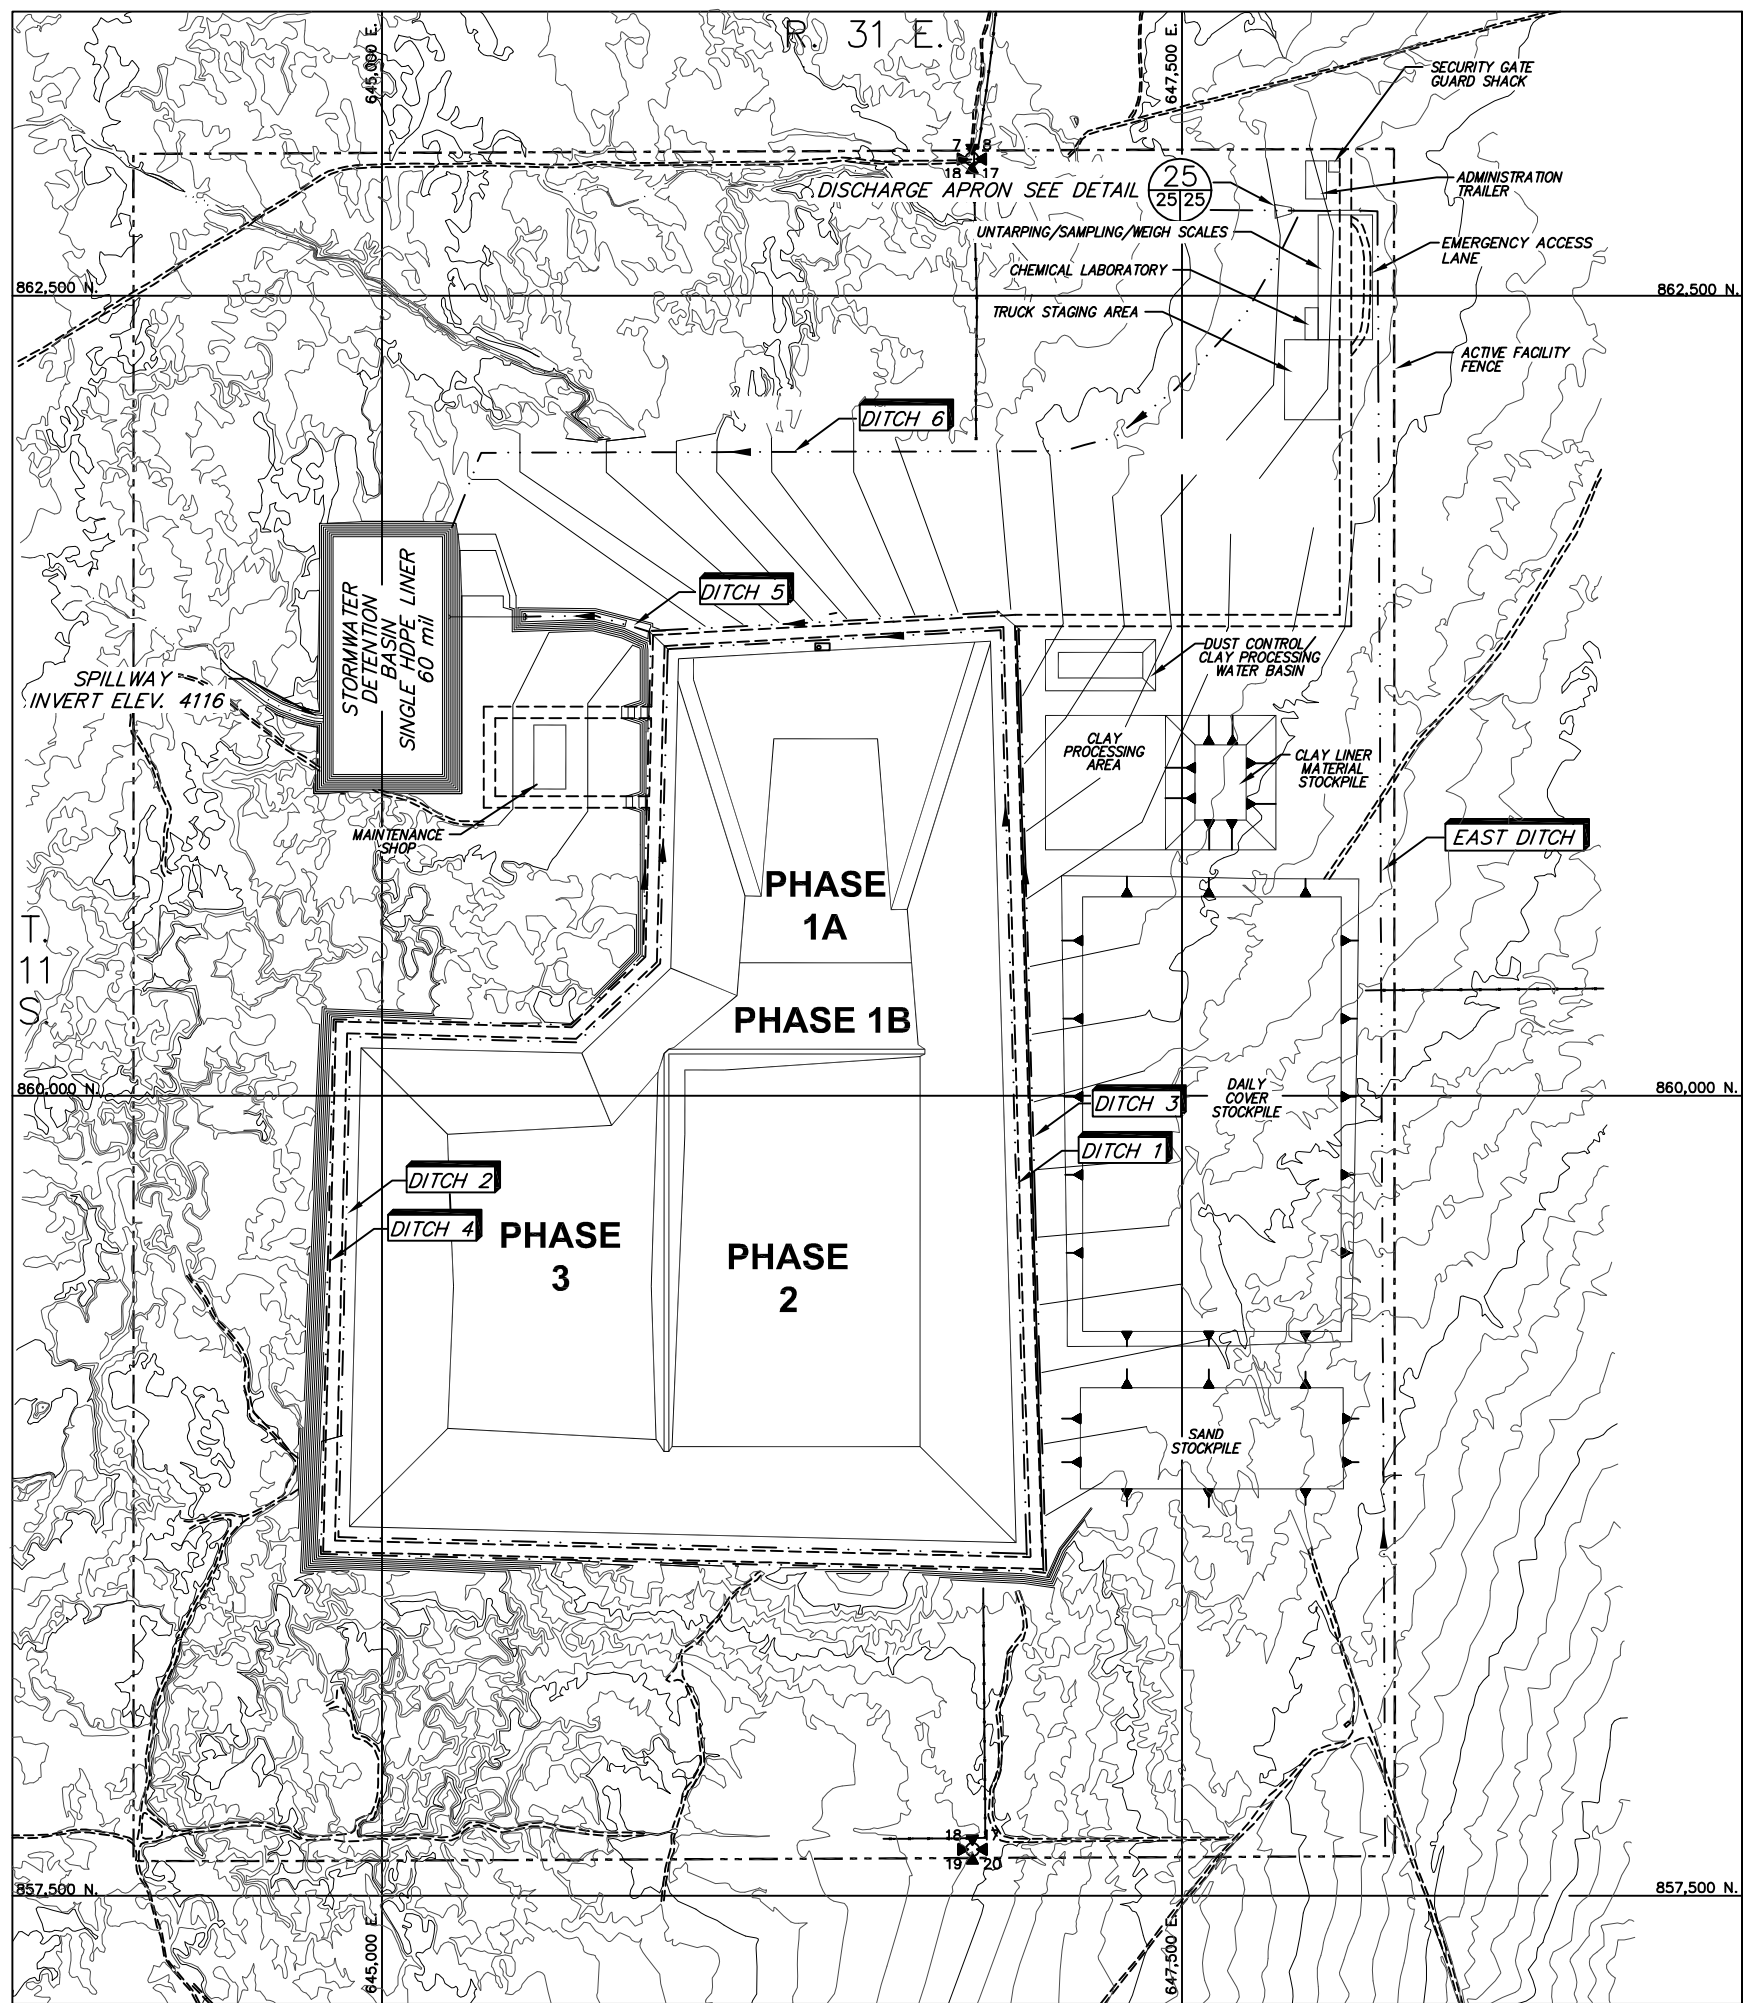 R. 31 E.
645,000 E.
647,500 E.
SECURITY GATE
GUARD SHACK
7 8
18 17
DISCHARGE APRON SEE DETAIL
25
25 25
ADMINISTRATION
TRAILER
UNTARPING/SAMPLING/WEIGH SCALES
EMERGENCY ACCESS
LANE
CHEMICAL LABORATORY
862,500 N.
862,500 N.
TRUCK STAGING AREA
ACTIVE FACILITY
FENCE
DITCH 6
DITCH 5
STORMWATER
DETENTION
BASIN
SINGLE HDPE LINER
60 mil
DUST CONTROL
CLAY PROCESSING
WATER BASIN
SPILLWAY
INVERT ELEV. 4116
CLAY
PROCESSING
AREA
CLAY LINER
MATERIAL
STOCKPILE
MAINTENANCE
SHOP
EAST DITCH
PHASE
1A
T.
11
S.
PHASE 1B
860,000 N.
860,000 N.
DAILY
COVER
STOCKPILE
DITCH 3
DITCH 1
DITCH 2
DITCH 4
PHASE
3
PHASE
2
SAND
STOCKPILE
18
19 20
857,500 N.
857,500 N.
645,000 E.
647,500 E.